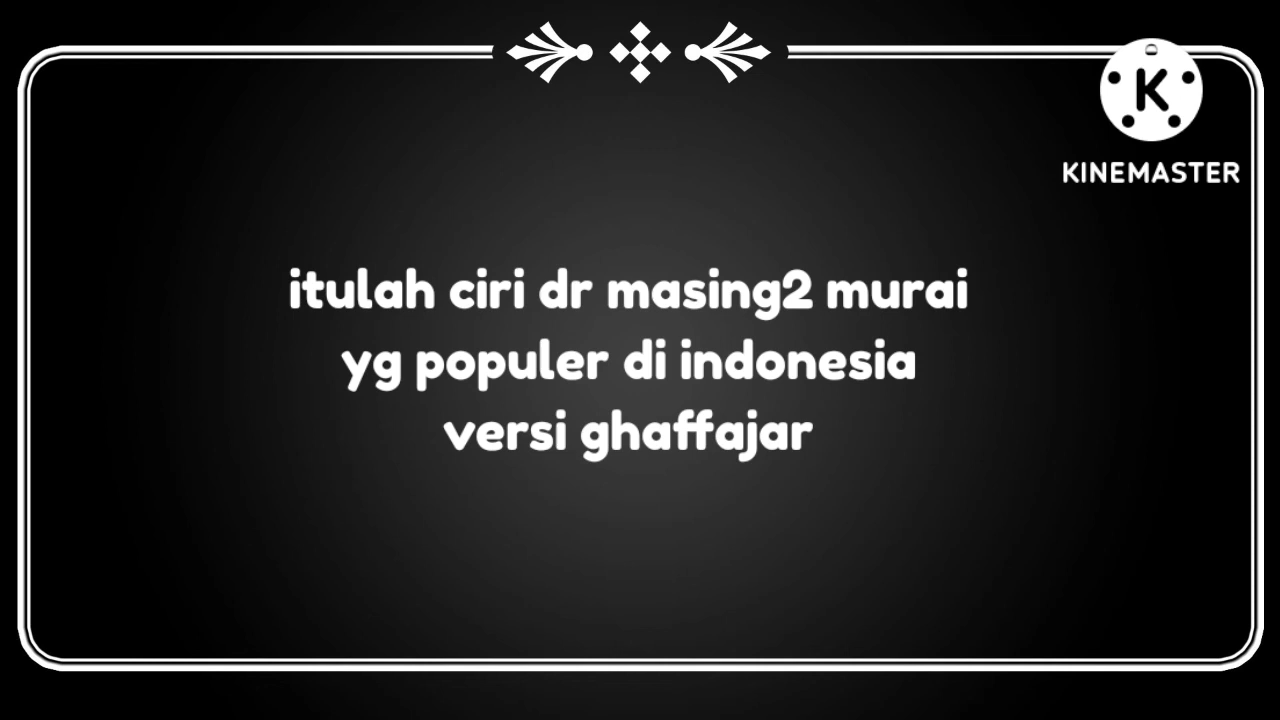 K
KINEMASTER
itulah ciri dr masing2 murai
yg populer di indonesia
versi ghaffajar